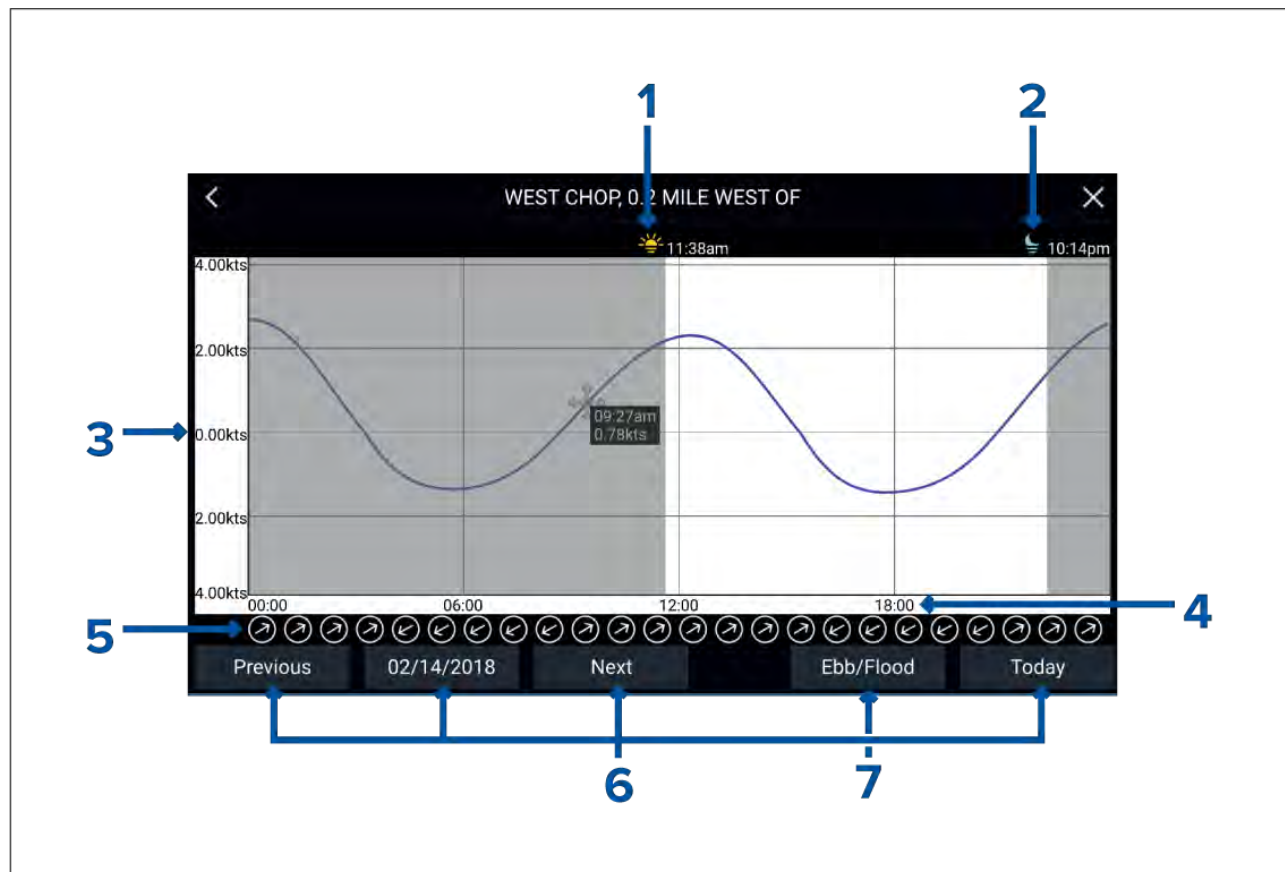 1
2
WEST CHOP, 0.2 MILE WEST OF
11:38am
10:14pm
4.00kts
2.00kts
09:27am
0.78kts
3
0.00kts
2.00kts
4.00kts
00:00
06:00
12:00
18:00
4
5
Previous
02/14/2018
Next
Ebb/Flood
Today
6
7